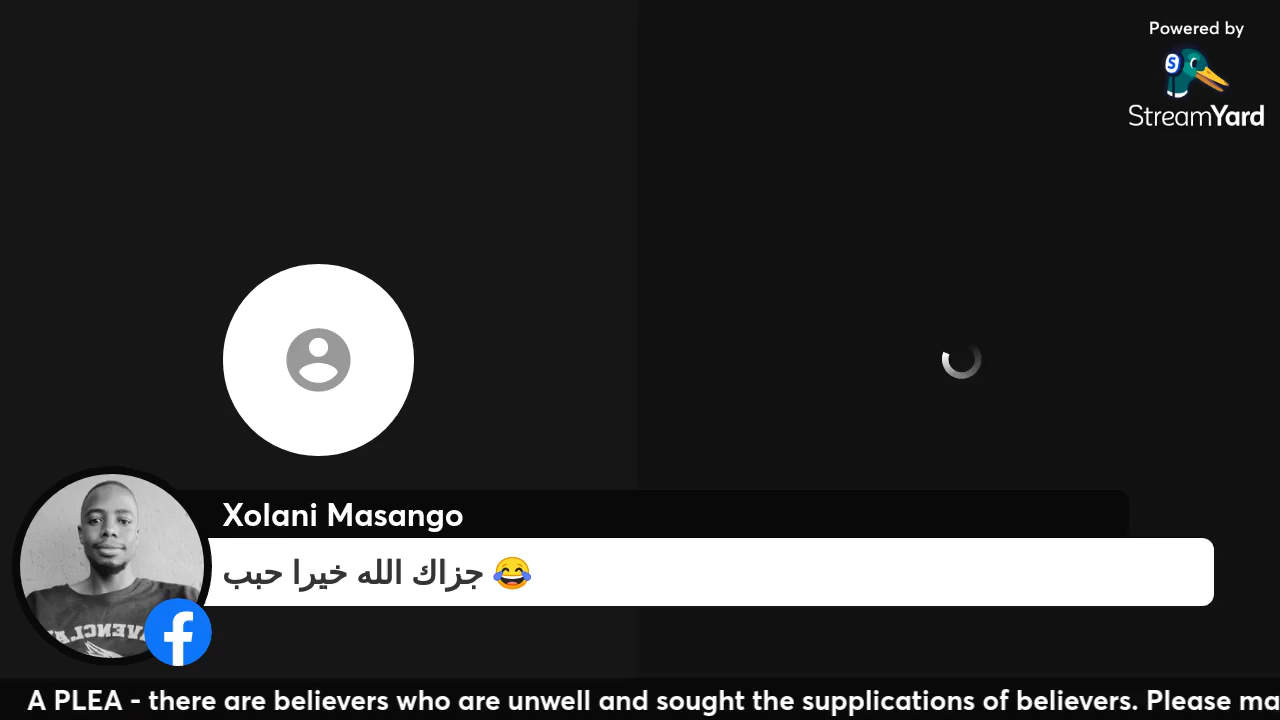 Powered by
StreamYard
Xolani Masango
جزاك الله خيرا حبب 😂
A PLEA - there are believers who are unwell and sought the supplications of believers. Please ma